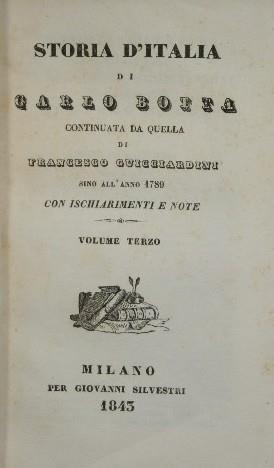 STORIA D'ITALIA
DI
CARLO BOTTA
CONTINUATA DA QUELLA
DI
FRANCESCO GUICCIARDINI
SINO ALL'ANNO 1789
CON ISCHIARIMENTI E NOTE
VOLUME TERZO
MILANO
PER GIOVANNI SILVESTRI
1843